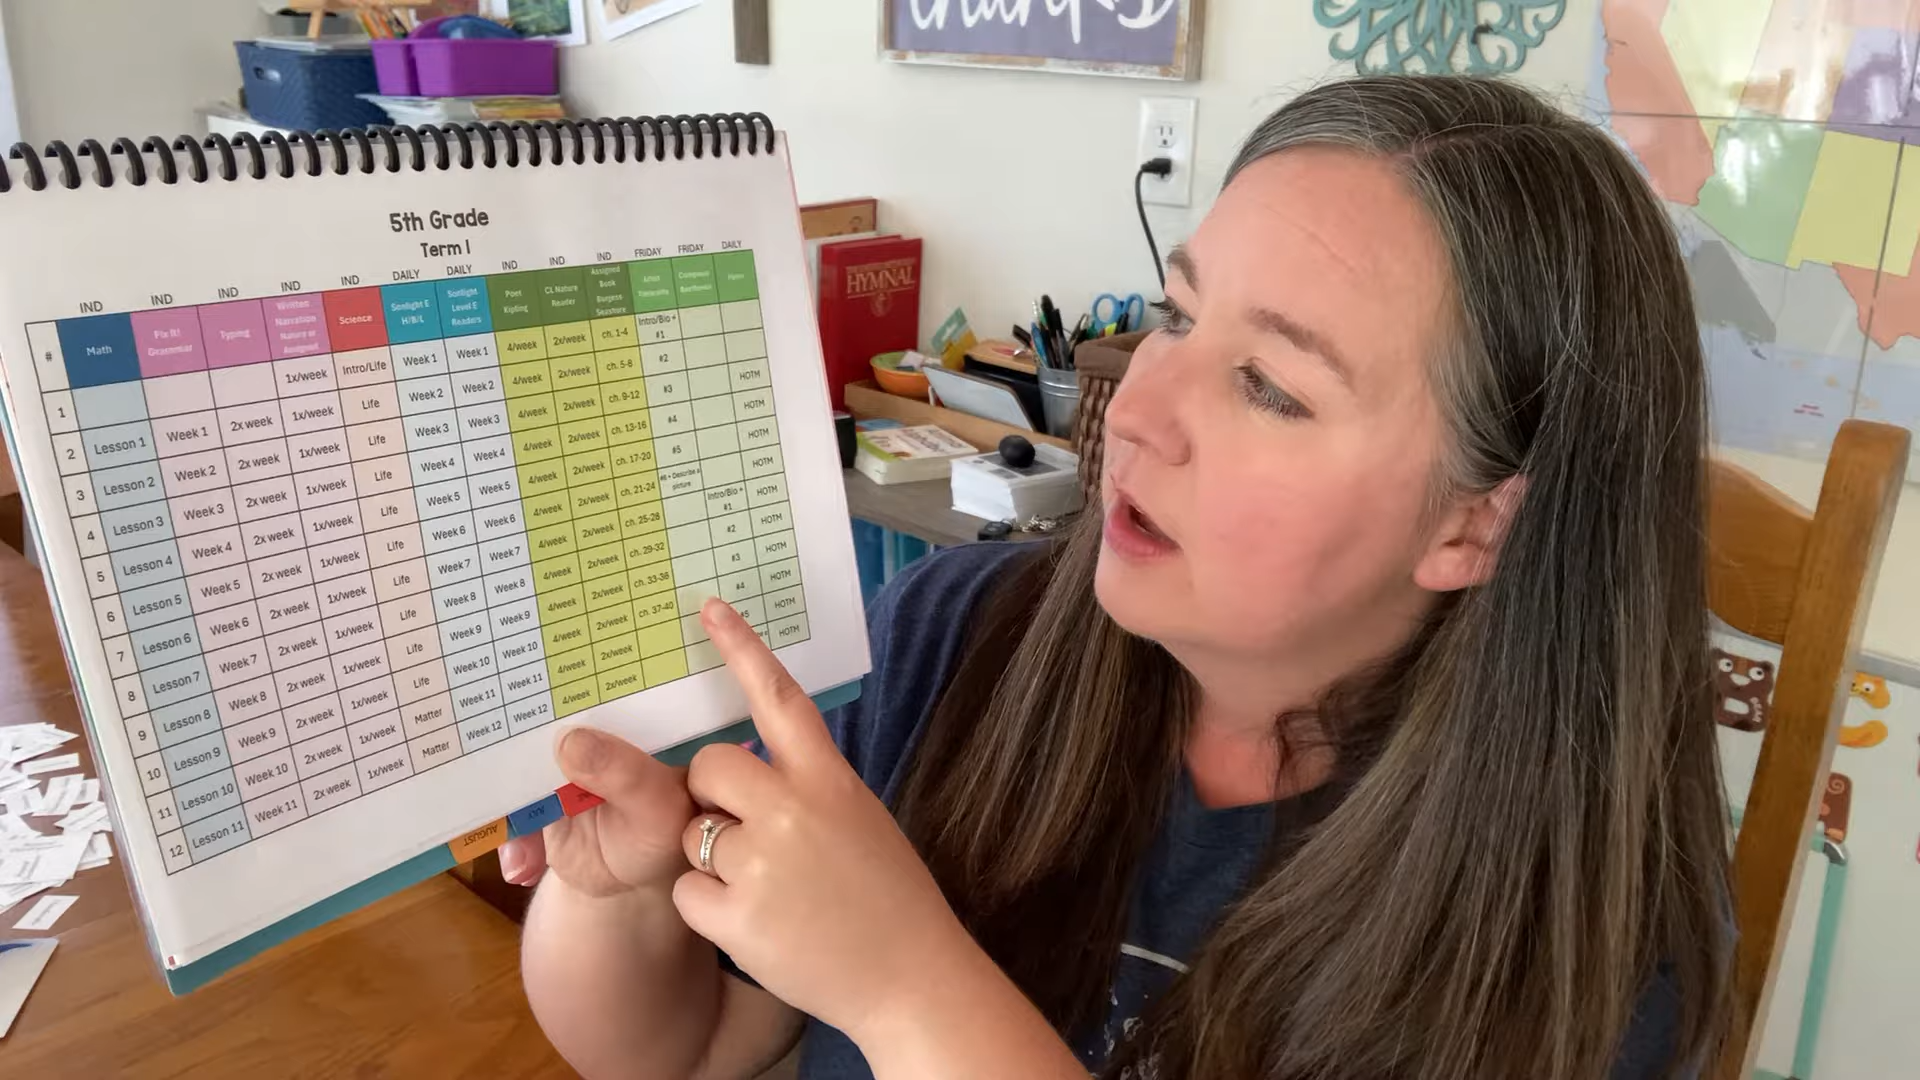 thanks
HYMNAL
5th Grade
Term 1
IND IND IND IND IND DAILY DAILY IND IND IND FRIDAY FRIDAY DAILY
# Math Fix It! Grammar Typing Written Narration Nature or Assigned Science Sonlight E H/B/L Sonlight Level E Readers Poet Kipling CL Nature Reader Assigned Book Burgess Seashore Artist Composer Beethoven Hymn
1 1x/week Intro/Life Week 1 Week 1 4/week 2x/week ch. 1-4 Intro/Bio + #1
2 Lesson 1 Week 1 2x week 1x/week Life Week 2 Week 2 4/week 2x/week ch. 5-8 #2
3 Lesson 2 Week 2 2x week 1x/week Life Week 3 Week 3 4/week 2x/week ch. 9-12 #3 HOTM
4 Lesson 3 Week 3 2x week 1x/week Life Week 4 Week 4 4/week 2x/week ch. 13-16 #4 HOTM
5 Lesson 4 Week 4 2x week 1x/week Life Week 5 Week 5 4/week 2x/week ch. 17-20 #5 HOTM
6 Lesson 5 Week 5 2x week 1x/week Life Week 6 Week 6 4/week 2x/week ch. 21-24 #6 + Describe a picture HOTM
7 Lesson 6 Week 6 2x week 1x/week Life Week 7 Week 7 4/week 2x/week ch. 25-28 Intro/Bio + #1 HOTM
8 Lesson 7 Week 7 2x week 1x/week Life Week 8 Week 8 4/week 2x/week ch. 29-32 #2 HOTM
9 Lesson 8 Week 8 2x week 1x/week Life Week 9 Week 9 4/week 2x/week ch. 33-36 #3 HOTM
10 Lesson 9 Week 9 2x week 1x/week Life Week 10 Week 10 4/week 2x/week ch. 37-40 #4 HOTM
11 Lesson 10 Week 10 2x week 1x/week Matter Week 11 Week 11 4/week 2x/week #5 HOTM
12 Lesson 11 Week 11 2x week 1x/week Matter Week 12 Week 12 4/week 2x/week HOTM
AUGUST
JULY